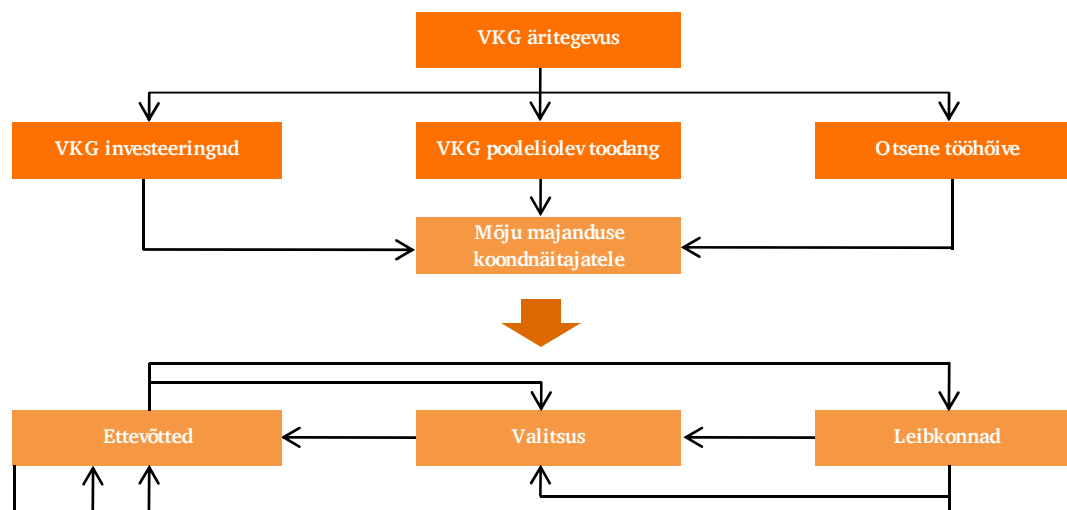 VKG äritegevus
VKG investeeringud
VKG pooleliolev toodang
Otsene tööhõive
Mõju majanduse
koondnäitajatele
Ettevõtted
Valitsus
Leibkonnad